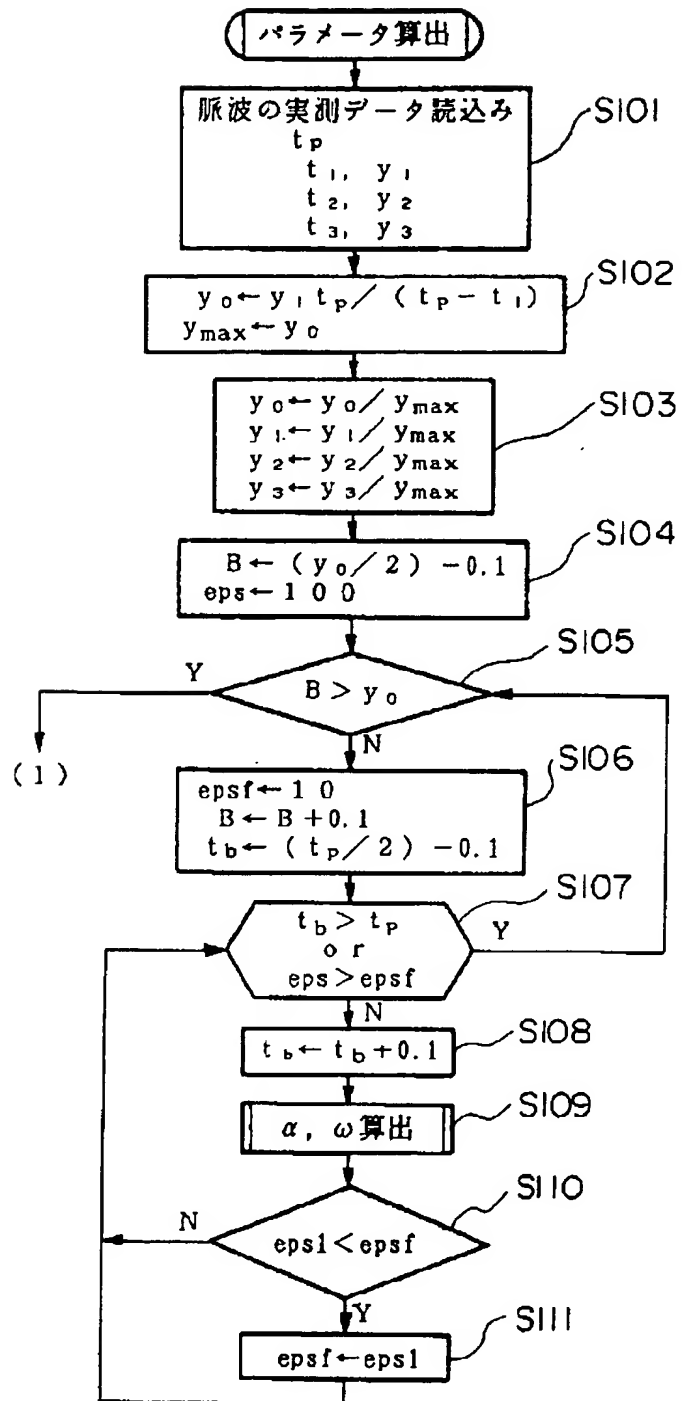 パラメータ算出
脈波の実測データ読込み
tp
t1, y1
t2, y2
t3, y3
S101
y0←y1tp/(tp-t1)
ymax←y0
S102
y0←y0/ymax
y1←y1/ymax
y2←y2/ymax
y3←y3/ymax
S103
B←(y0/2)-0.1
eps←100
S104
S105
Y
B>y0
N
(1)
epsf←10
B←B+0.1
tb←(tp/2)-0.1
S106
S107
tb>tp
or
eps>epsf
Y
N
tb←tb+0.1
S108
α, ω算出
S109
S110
N
eps1<epsf
Y
epsf←eps1
S111